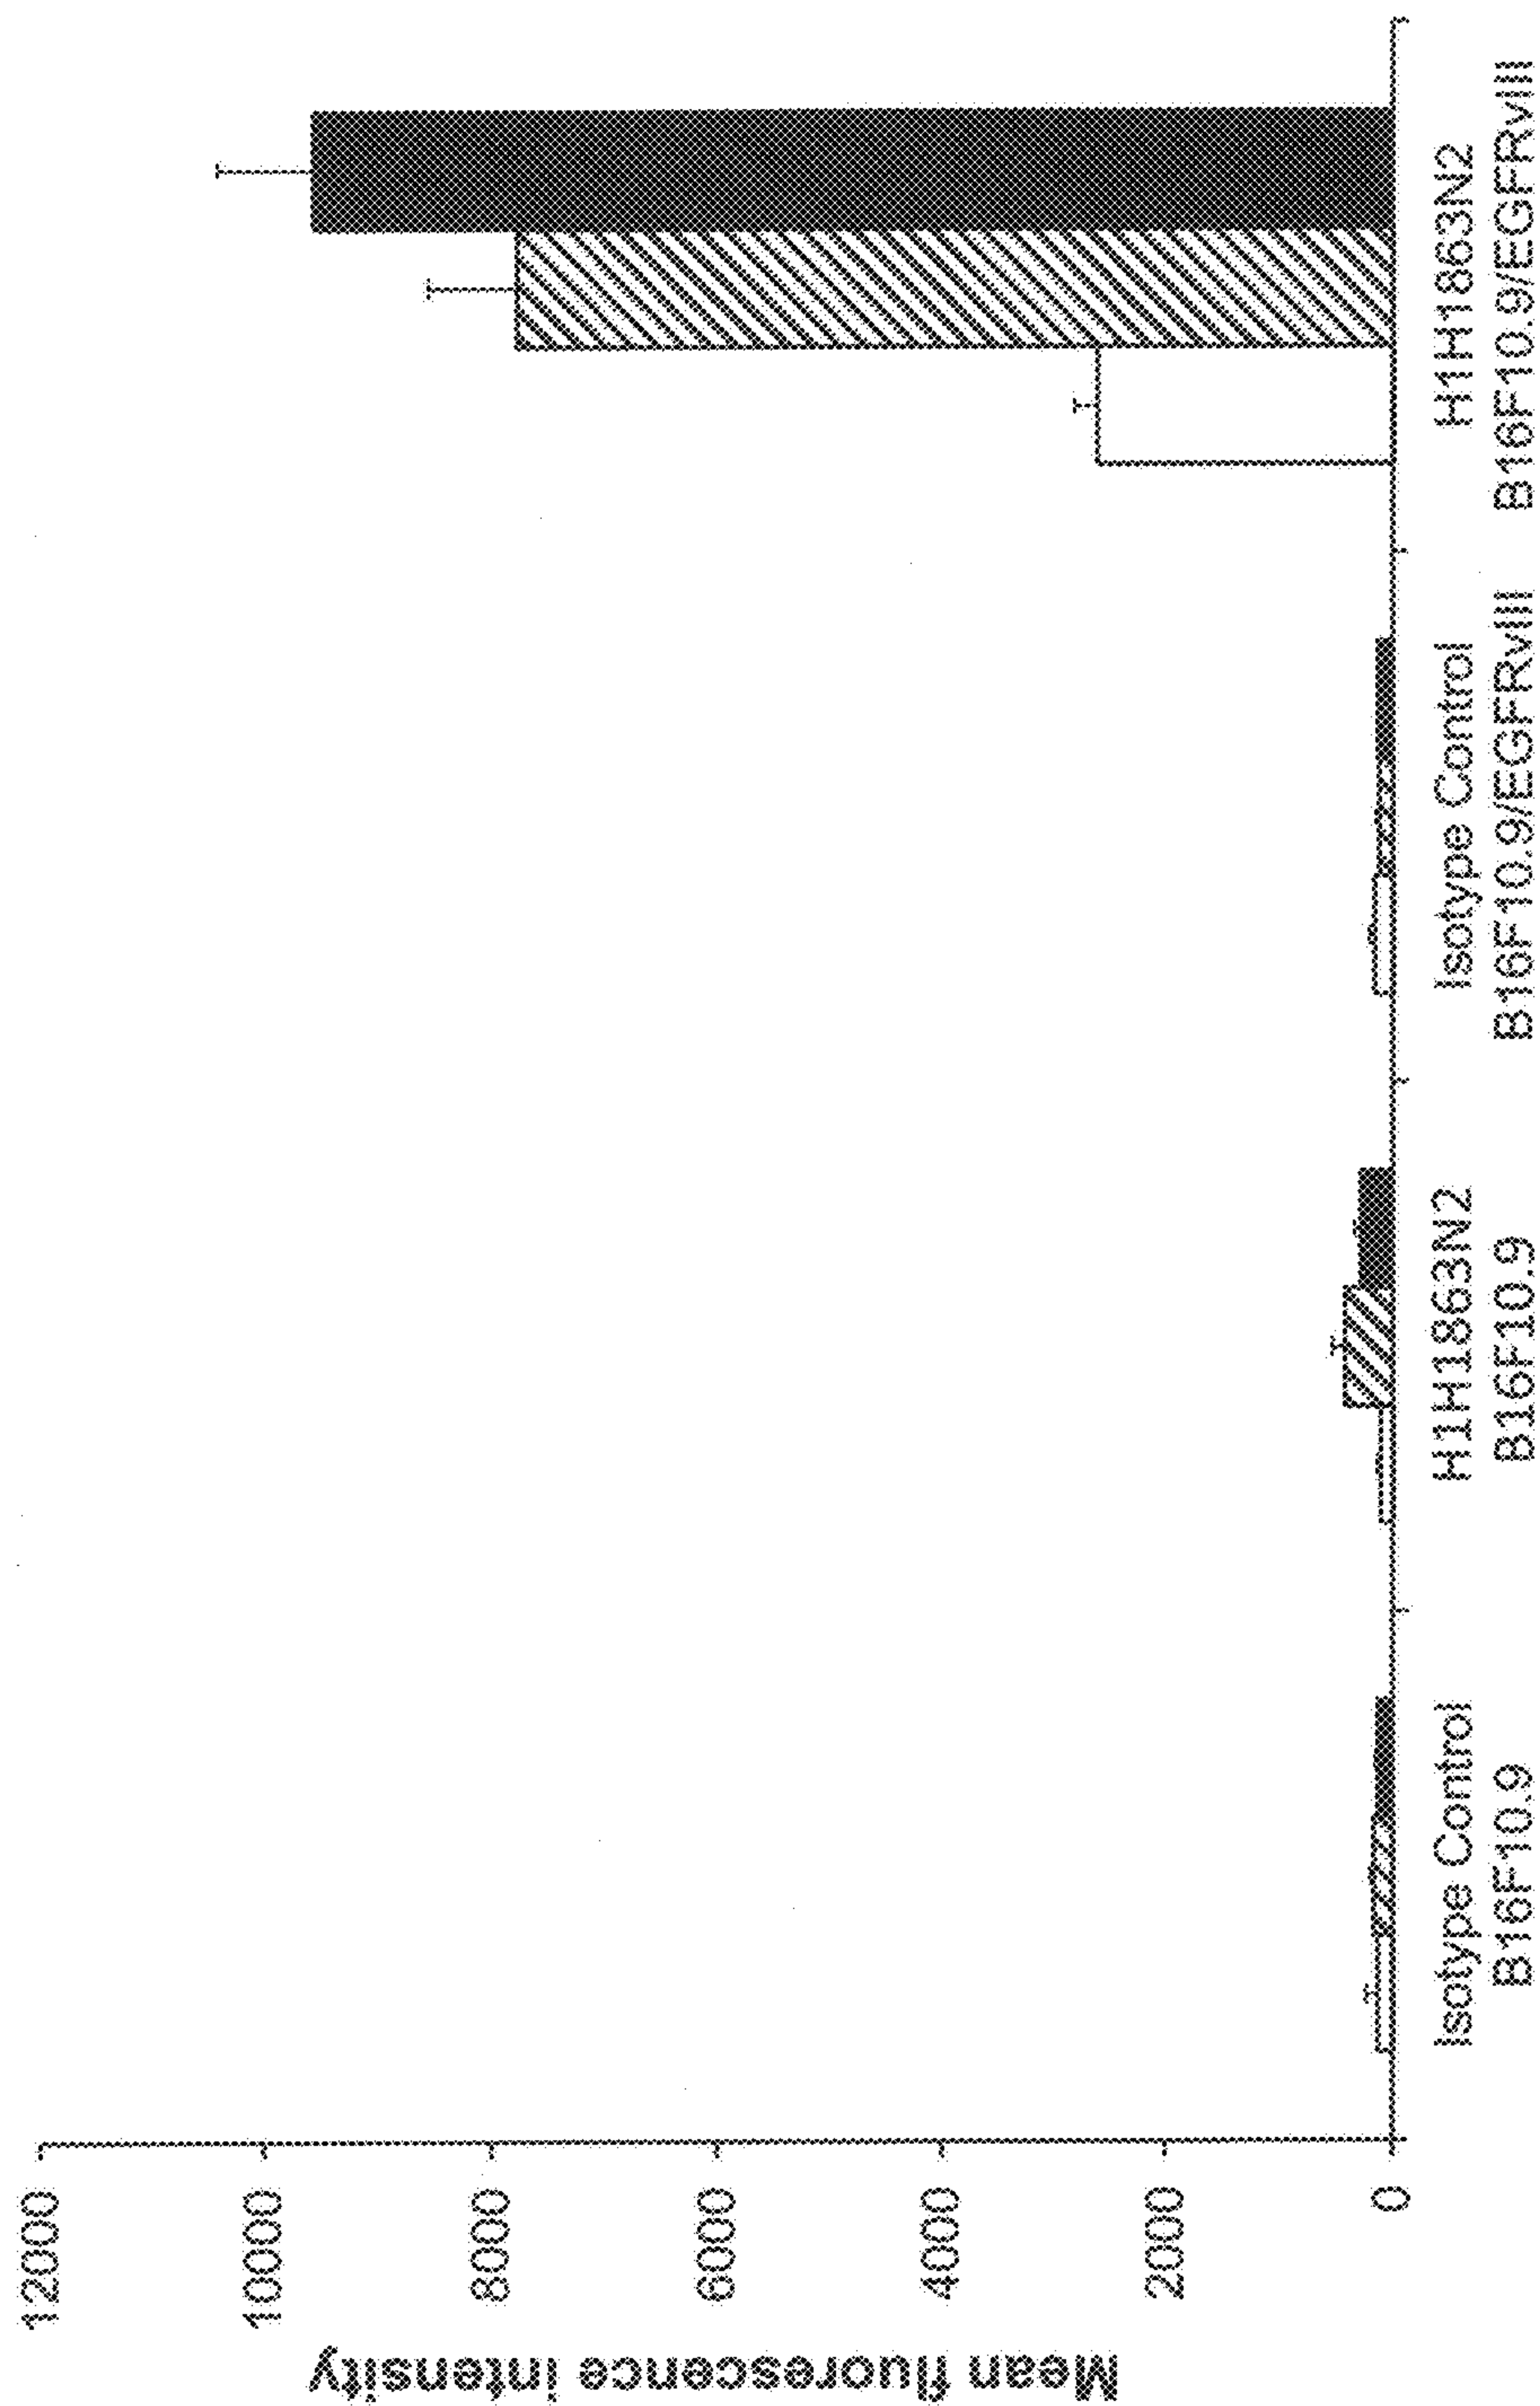 Mean fluorescence intensity
12000
10000
8000
6000
4000
2000
0
Isotype Control
B16F10.9
H1H1863N2
B16F10.9
Isotype Control
B16F10.9/EGFRvIII
H1H1863N2
B16F10.9/EGFRvIII